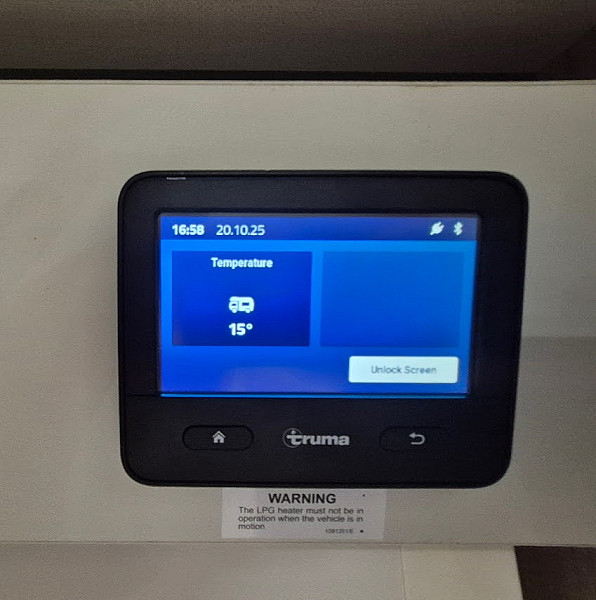 16:58 20.10.25
Temperature
15°
Unlock Screen
truma
WARNING
The LPG heater must not be in
operation when the vehicle is in
motion